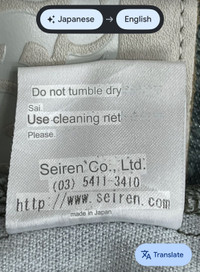 Japanese → English
Do not tumble dry
Sai
Use cleaning net
Please.
Seiren Co., Ltd.
(03) 5411-3410
http://www.seiren.com
made in Japan
Translate